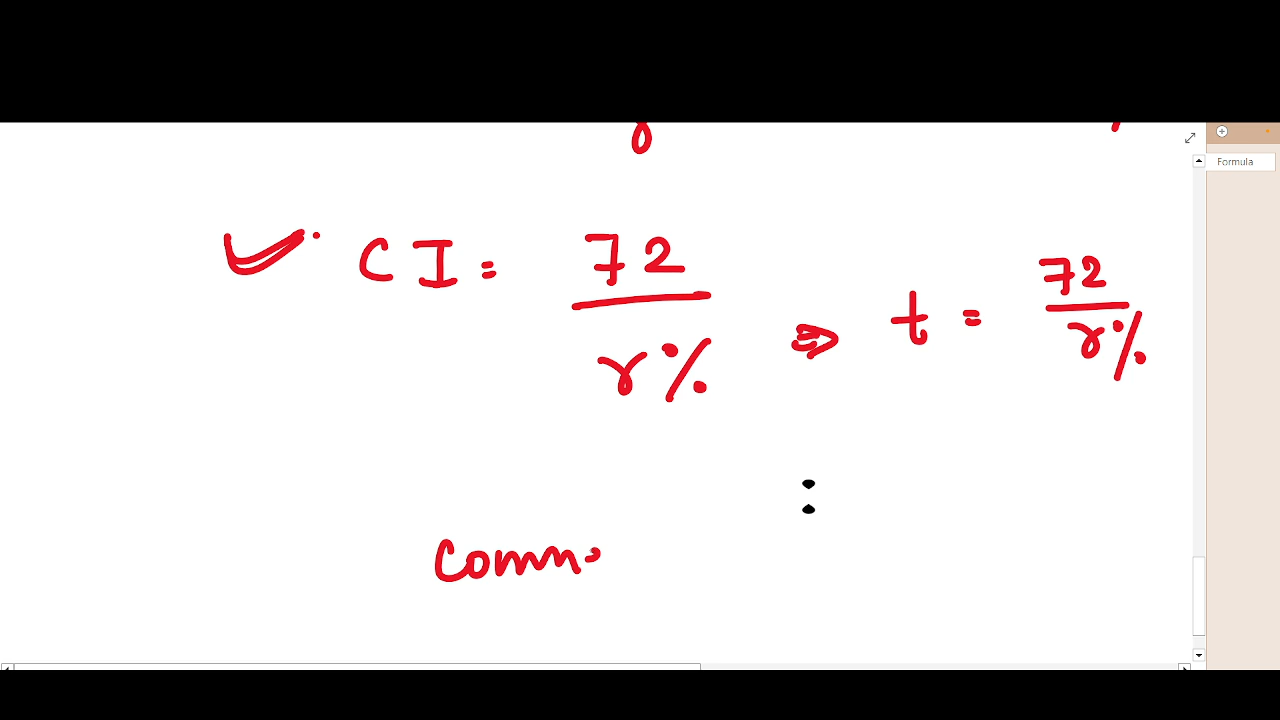 Formula
CI = 72 / r% ⇒ t = 72 / r%
:
Comm